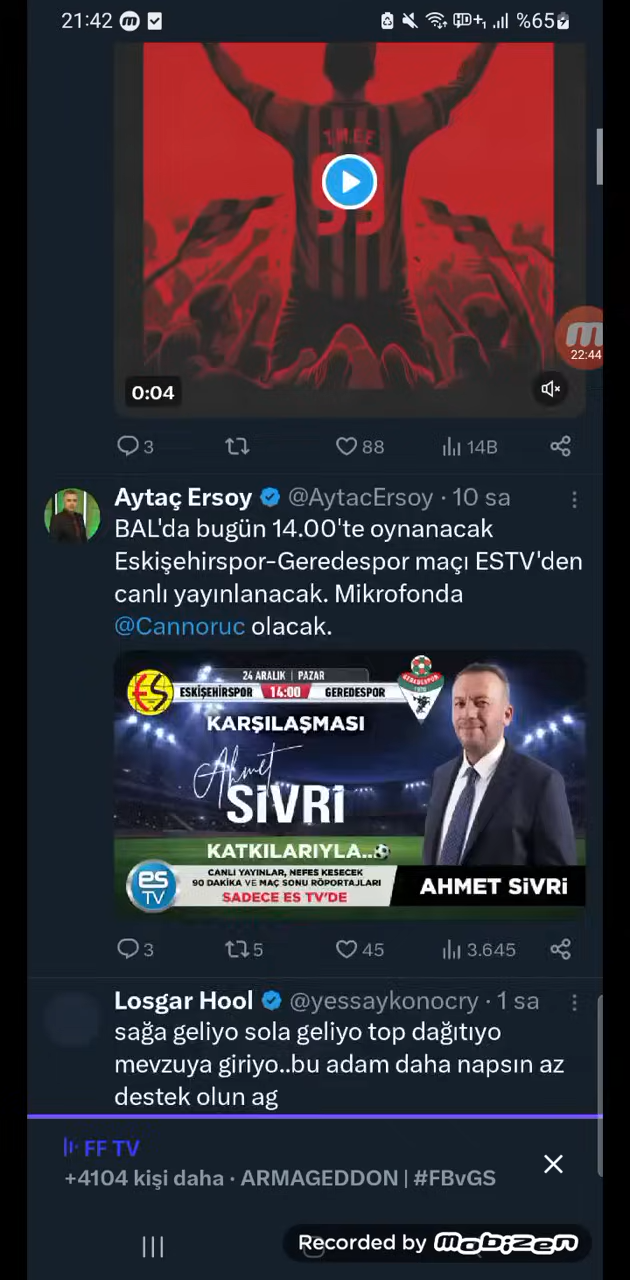 21:42
HD+ %65
22:44
0:04
3 88 14B
Aytaç Ersoy @AytacErsoy · 10 sa
BAL'da bugün 14.00'te oynanacak
Eskişehirspor-Geredespor maçı ESTV'den
canlı yayınlanacak. Mikrofonda
@Cannoruc olacak.
24 ARALIK | PAZAR
ES ESKİŞEHİRSPOR 14:00 GEREDESPOR
KARŞILAŞMASI
Ahmet
SİVRİ
KATKILARIYLA..
ES TV
CANLI YAYINLAR, NEFES KESECEK
90 DAKİKA VE MAÇ SONU RÖPORTAJLARI
SADECE ES TV'DE
AHMET SİVRİ
3 5 45 3.645
Losgar Hool @yessaykonocry · 1 sa
sağa geliyo sola geliyo top dağıtıyo
mevzuya giriyo..bu adam daha napsın az
destek olun ag
FF TV
+4104 kişi daha · ARMAGEDDON | #FBvGS
Recorded by mobizen